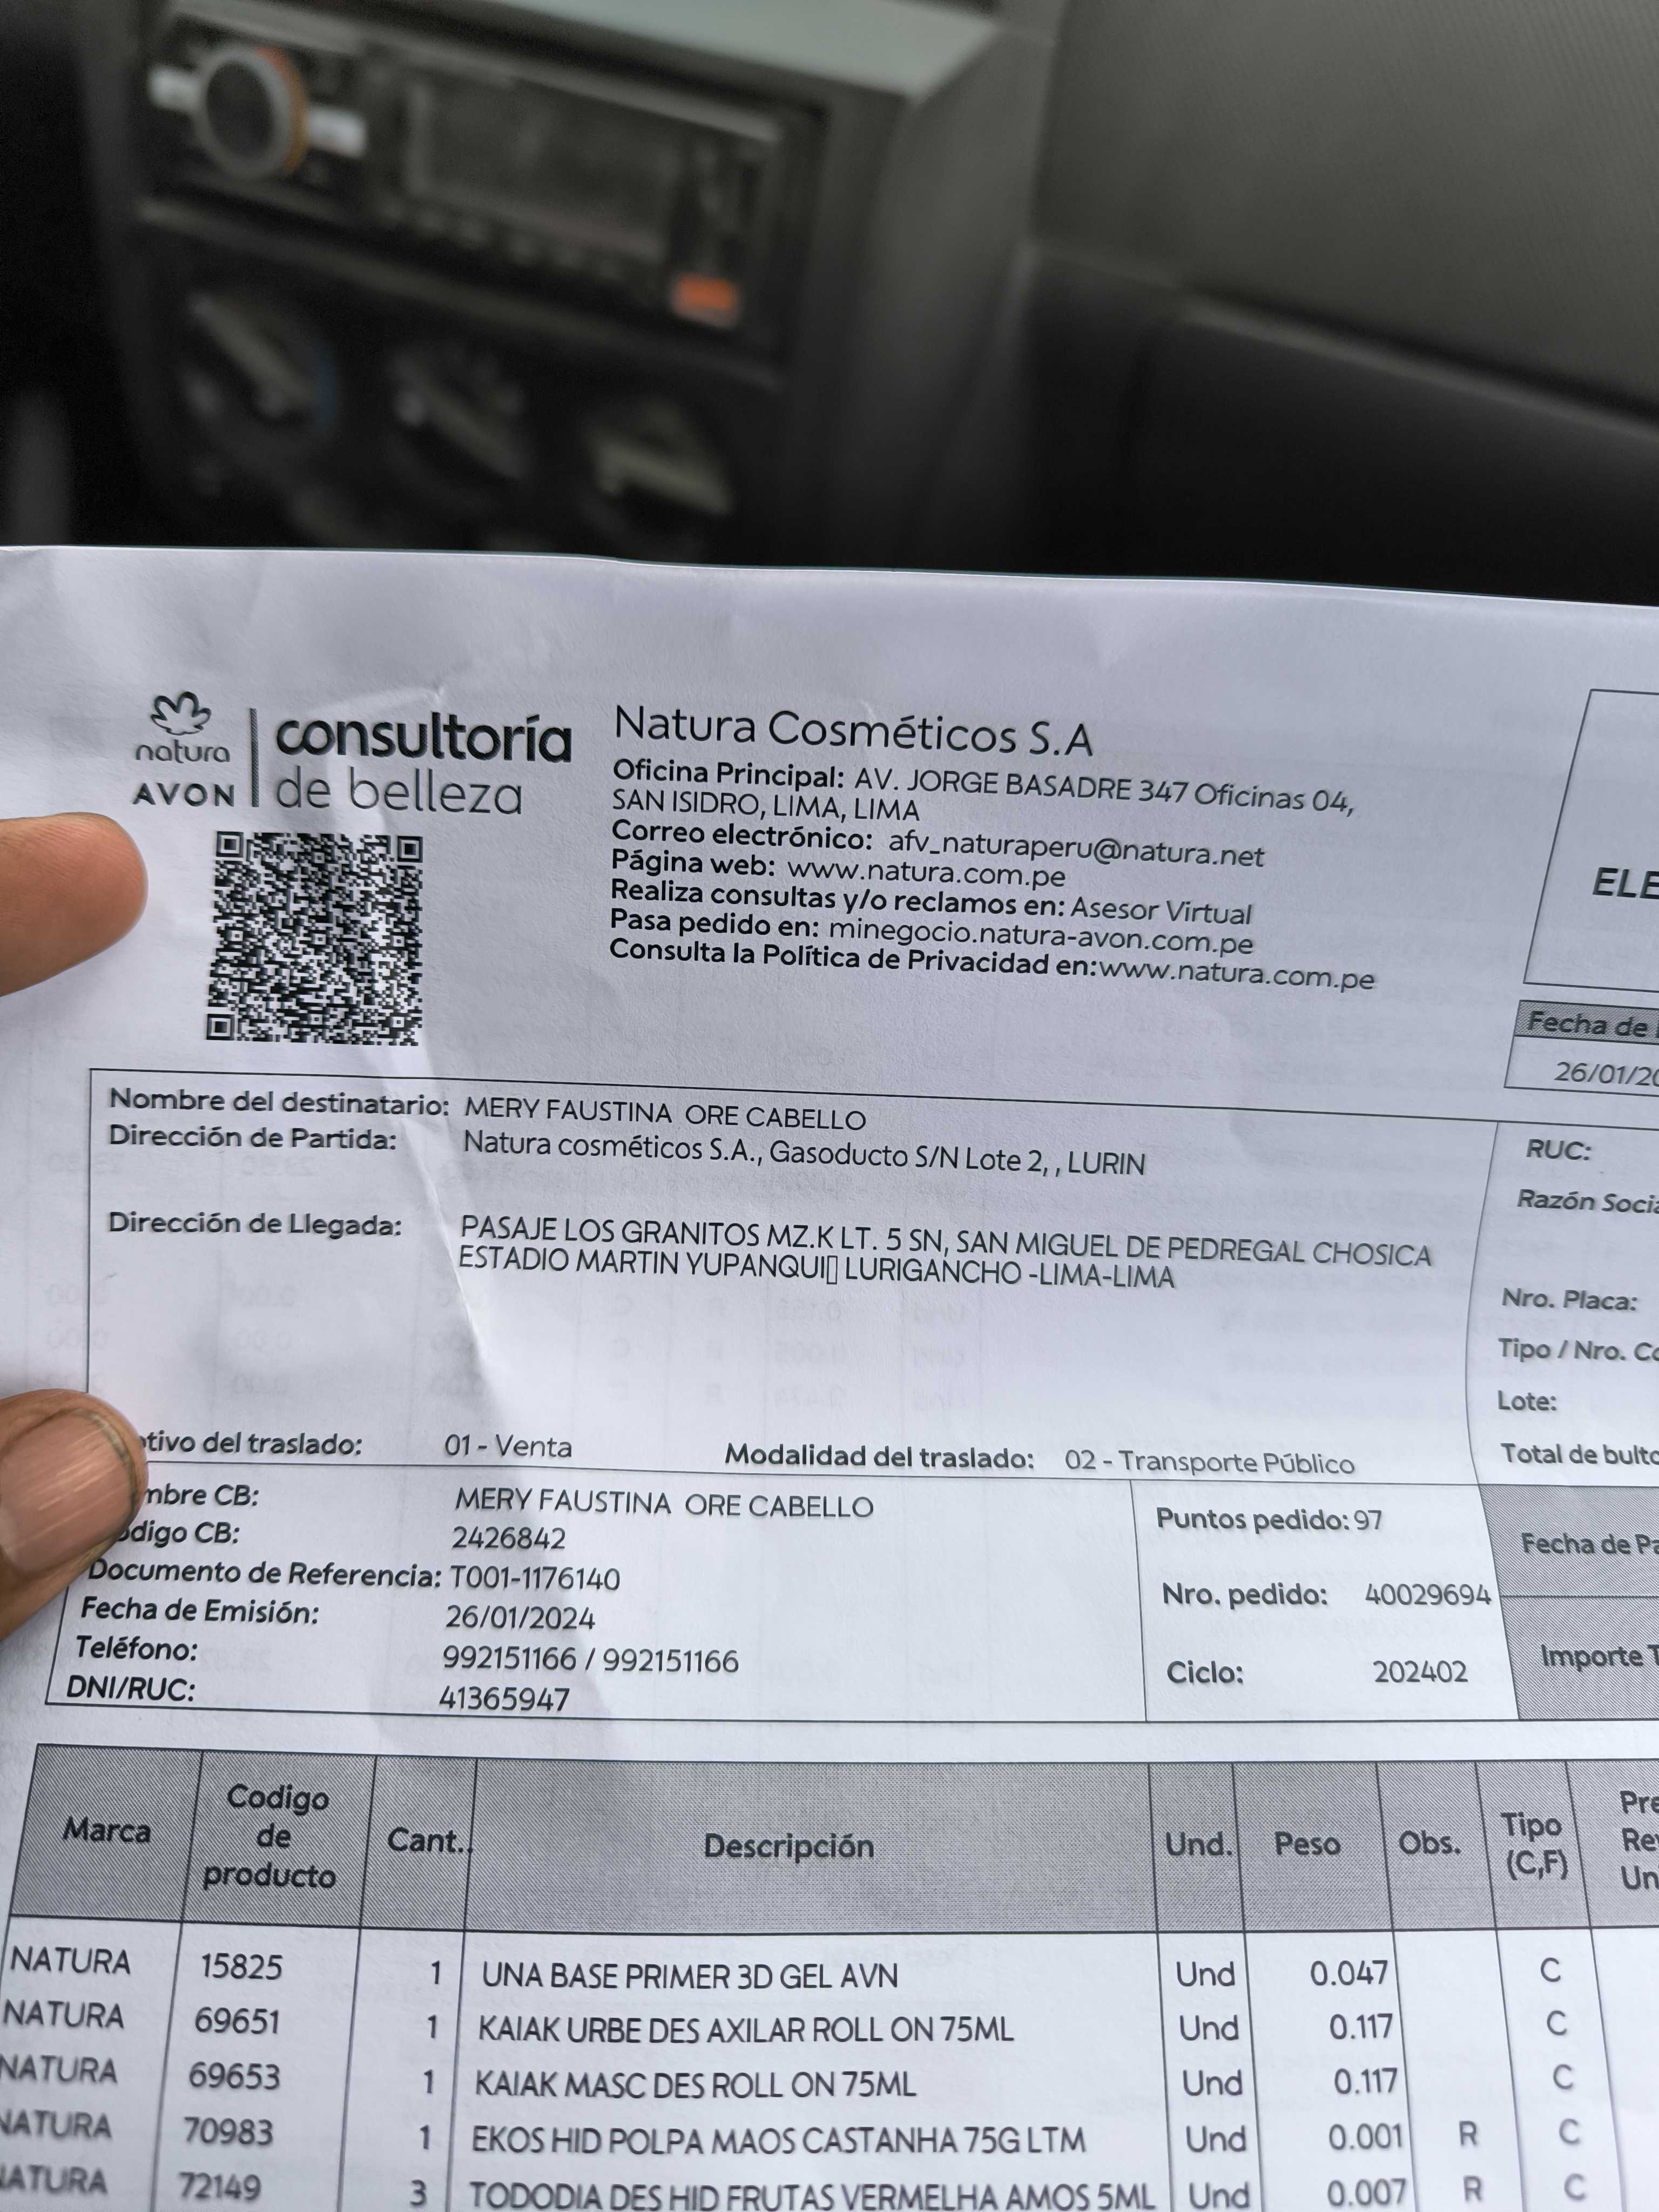 natura
AVON
consultoría
de belleza
Natura Cosméticos S.A
Oficina Principal: AV. JORGE BASADRE 347 Oficinas 04,
SAN ISIDRO, LIMA, LIMA
Correo electrónico: afv_naturaperu@natura.net
Página web: www.natura.com.pe
Realiza consultas y/o reclamos en: Asesor Virtual
Pasa pedido en: minegocio.natura-avon.com.pe
Consulta la Política de Privacidad en:www.natura.com.pe
ELE
Fecha de
26/01/20
Nombre del destinatario: MERY FAUSTINA ORE CABELLO
Dirección de Partida: Natura cosméticos S.A., Gasoducto S/N Lote 2, , LURIN
Dirección de Llegada: PASAJE LOS GRANITOS MZ.K LT. 5 SN, SAN MIGUEL DE PEDREGAL CHOSICA
ESTADIO MARTIN YUPANQUI▯ LURIGANCHO -LIMA-LIMA
RUC:
Razón Socia
Nro. Placa:
Tipo / Nro. Co
Lote:
Total de bulto
tivo del traslado: 01 - Venta Modalidad del traslado: 02 - Transporte Público
mbre CB: MERY FAUSTINA ORE CABELLO
digo CB: 2426842
Documento de Referencia: T001-1176140
Fecha de Emisión: 26/01/2024
Teléfono: 992151166 / 992151166
DNI/RUC: 41365947
Puntos pedido: 97
Nro. pedido: 40029694
Ciclo: 202402
Fecha de Pa
Importe T
Marca Codigo de producto Cant. Descripción Und. Peso Obs. Tipo (C,F) Pre Re Un
NATURA 15825 1 UNA BASE PRIMER 3D GEL AVN Und 0.047 C
NATURA 69651 1 KAIAK URBE DES AXILAR ROLL ON 75ML Und 0.117 C
NATURA 69653 1 KAIAK MASC DES ROLL ON 75ML Und 0.117 C
NATURA 70983 1 EKOS HID POLPA MAOS CASTANHA 75G LTM Und 0.001 R C
NATURA 72149 3 TODODIA DES HID FRUTAS VERMELHA AMOS 5ML Und 0.007 R C